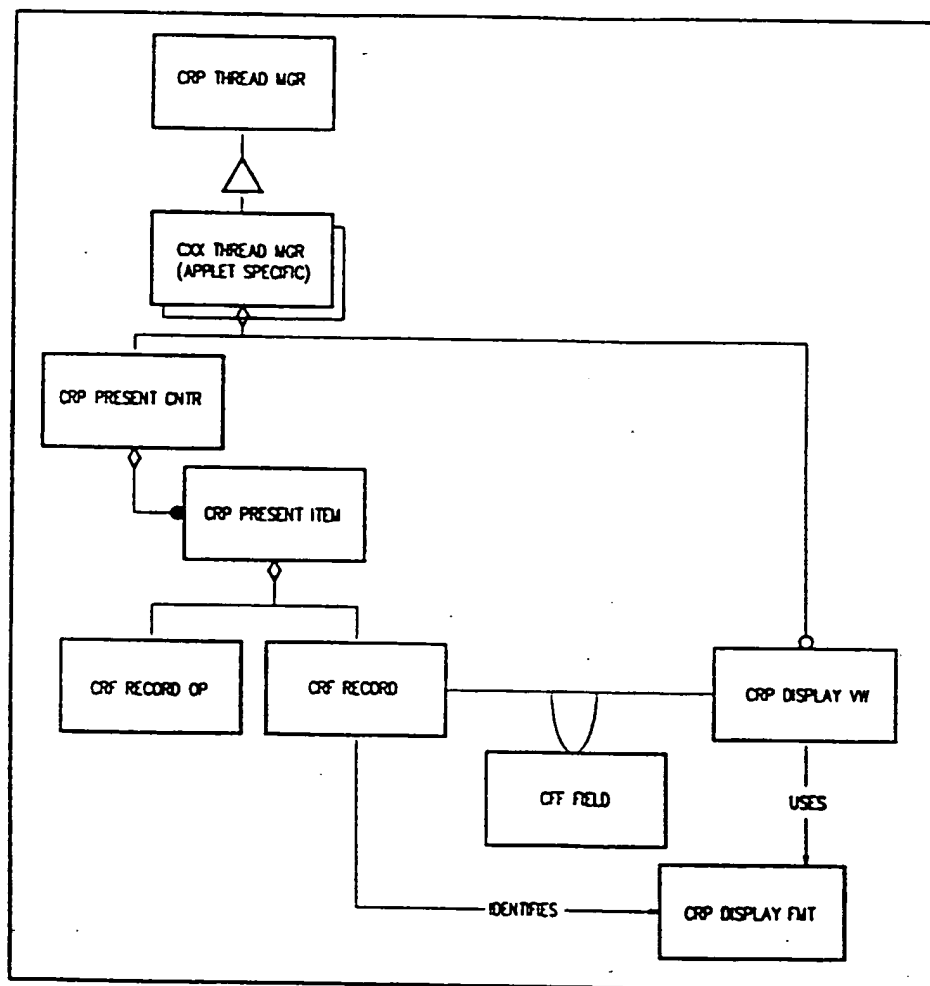 CRP THREAD MGR
CXX THREAD MGR
(APPLET SPECIFIC)
CRP PRESENT CNTR
CRP PRESENT ITEM
CRF RECORD OP
CRF RECORD
CRP DISPLAY VW
CFF FIELD
USES
IDENTIFIES
CRP DISPLAY FMT